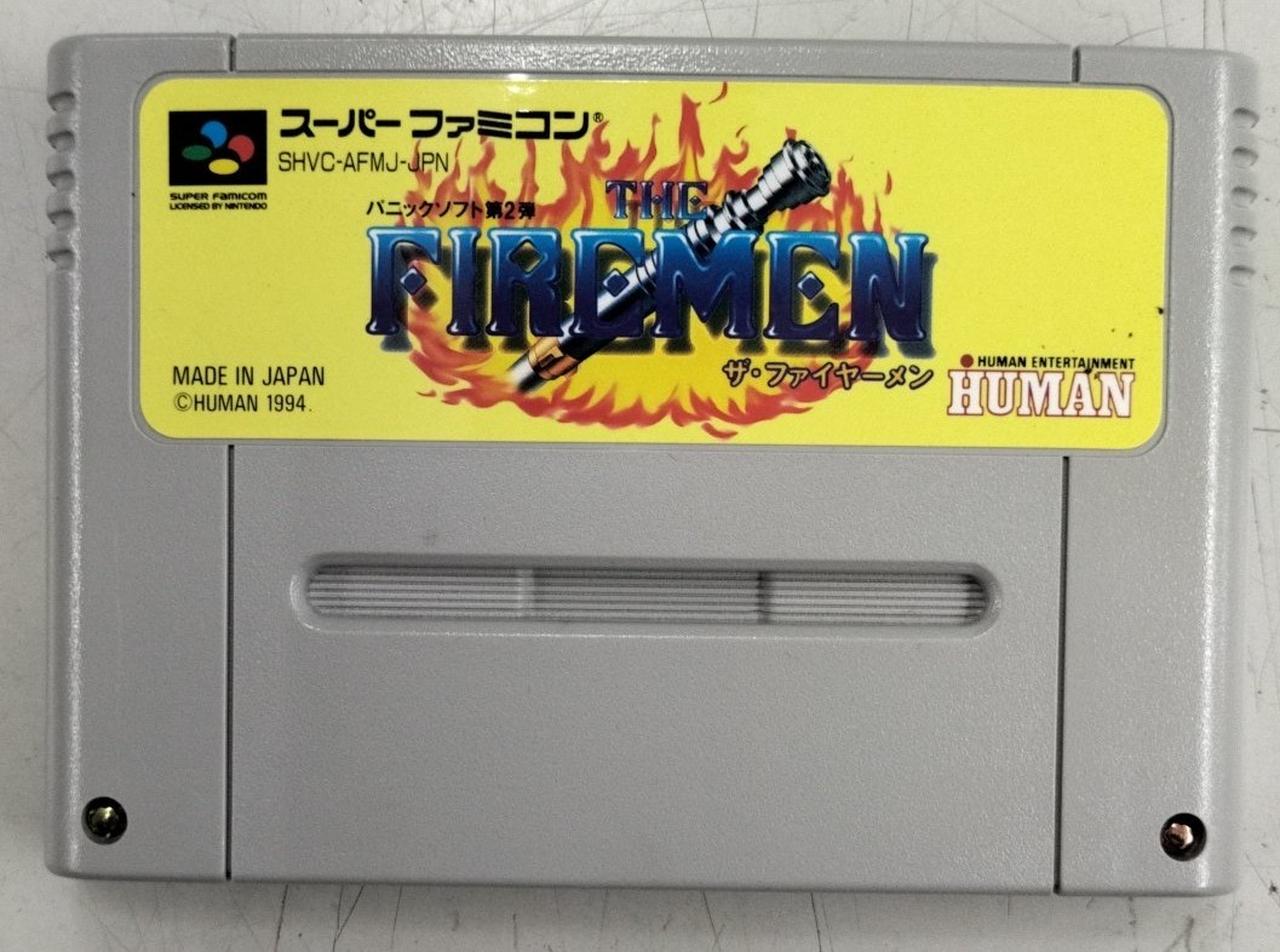 スーパーファミコン®
SHVC-AFMJ-JPN
SUPER FAMICOM
LICENSED BY NINTENDO
パニックソフト第2弾
THE
FIREMEN
ザ・ファイヤーメン
MADE IN JAPAN
©HUMAN 1994.
HUMAN ENTERTAINMENT
HUMAN